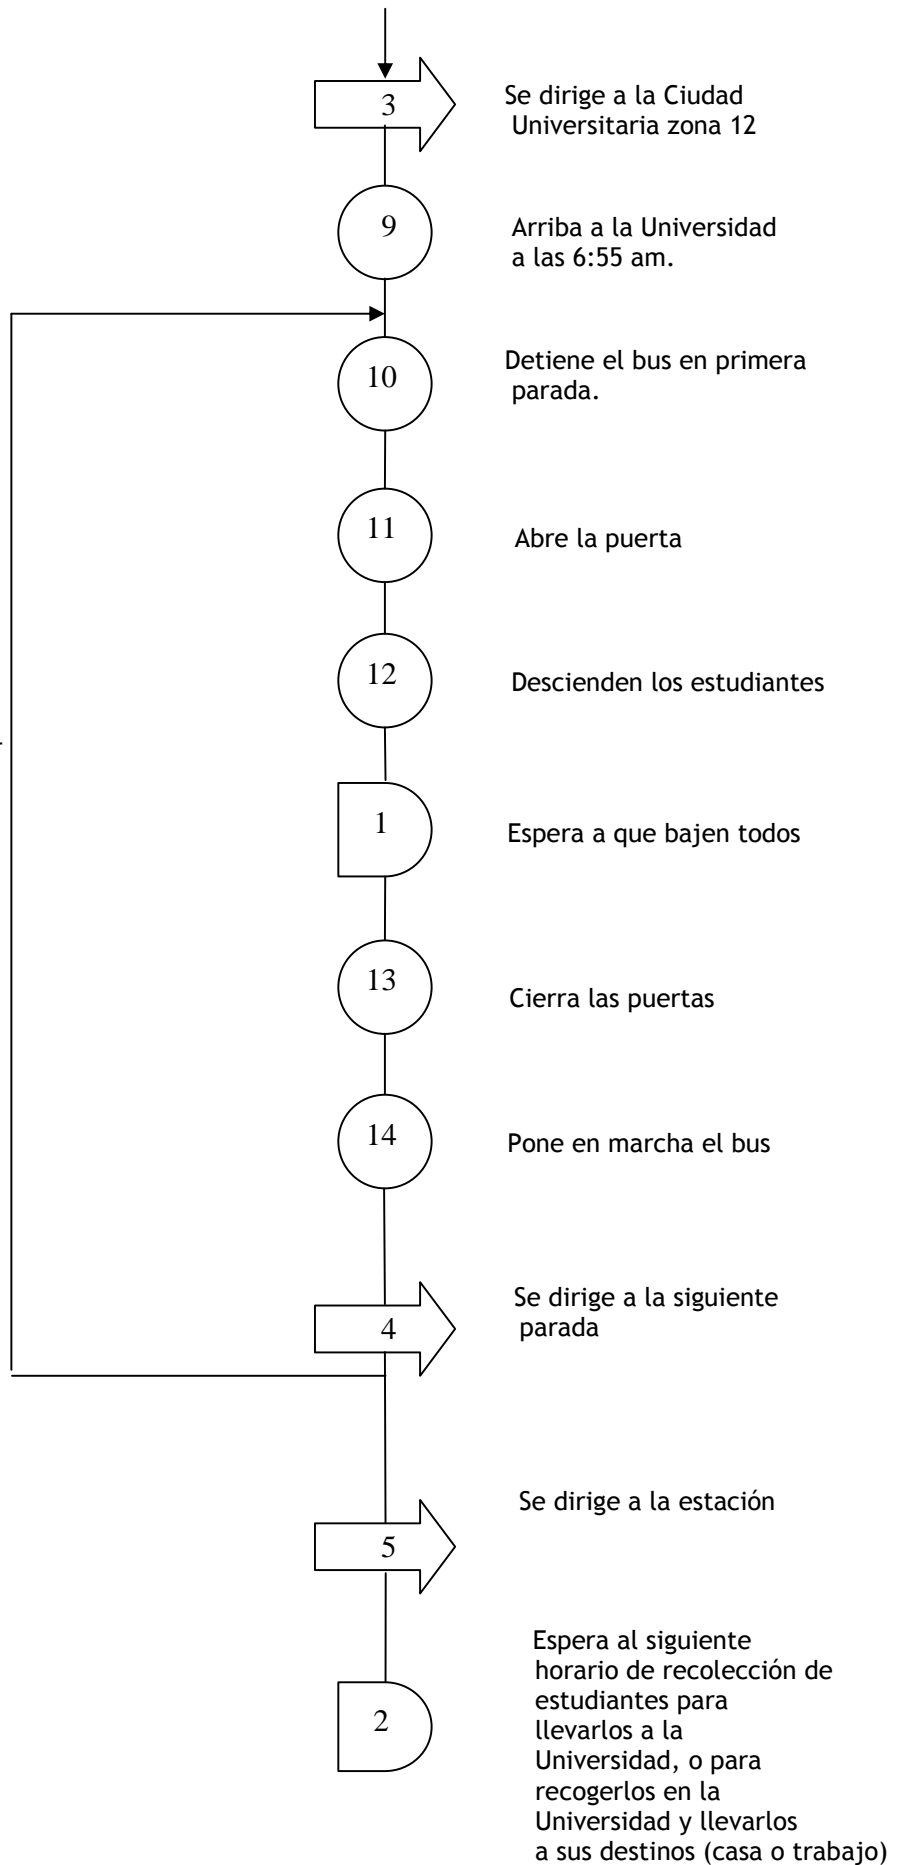 3
Se dirige a la Ciudad
Universitaria zona 12
9
Arriba a la Universidad
a las 6:55 am.
10
Detiene el bus en primera
parada.
11
Abre la puerta
12
Descienden los estudiantes
1
Espera a que bajen todos
13
Cierra las puertas
14
Pone en marcha el bus
4
Se dirige a la siguiente
parada
5
Se dirige a la estación
2
Espera al siguiente
horario de recolección de
estudiantes para
llevarlos a la
Universidad, o para
recogerlos en la
Universidad y llevarlos
a sus destinos (casa o trabajo)